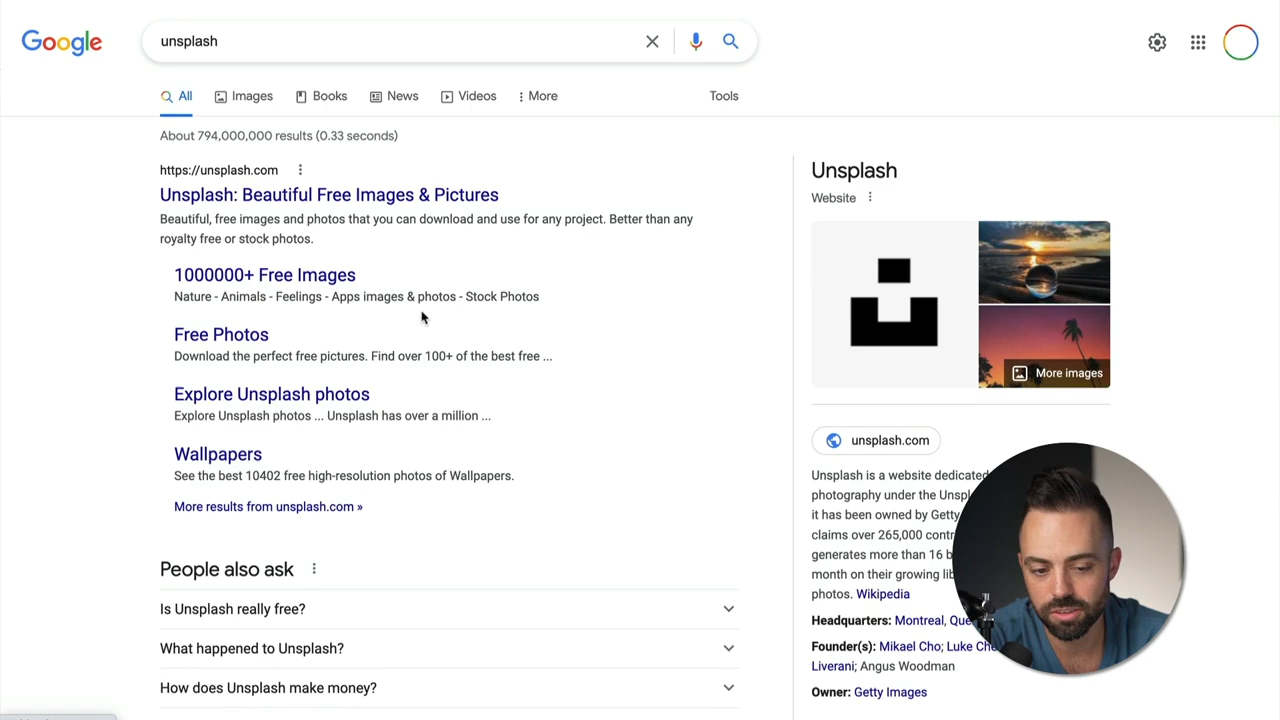 Google
unsplash
All
Images
Books
News
Videos
More
Tools
About 794,000,000 results (0.33 seconds)
https://unsplash.com
Unsplash: Beautiful Free Images & Pictures
Beautiful, free images and photos that you can download and use for any project. Better than any
royalty free or stock photos.
1000000+ Free Images
Nature - Animals - Feelings - Apps images & photos - Stock Photos
Free Photos
Download the perfect free pictures. Find over 100+ of the best free ...
Explore Unsplash photos
Explore Unsplash photos ... Unsplash has over a million ...
Wallpapers
See the best 10402 free high-resolution photos of Wallpapers.
More results from unsplash.com »
People also ask
Is Unsplash really free?
What happened to Unsplash?
How does Unsplash make money?
Unsplash
Website
More images
unsplash.com
Unsplash is a website dedicated
photography under the
it has been owned by Getty
claims over 265,000
generates more than 16
month on their growing
photos. Wikipedia
Headquarters: Montreal,
Founder(s): Mikael Cho; Luke
Liverani; Angus Woodman
Owner: Getty Images